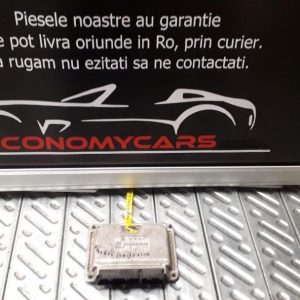 Piesele noastre au garantie
e pot livra oriunde in Ro, prin curier.
a rugam nu ezitati sa ne contactati.
CONOMYCARS